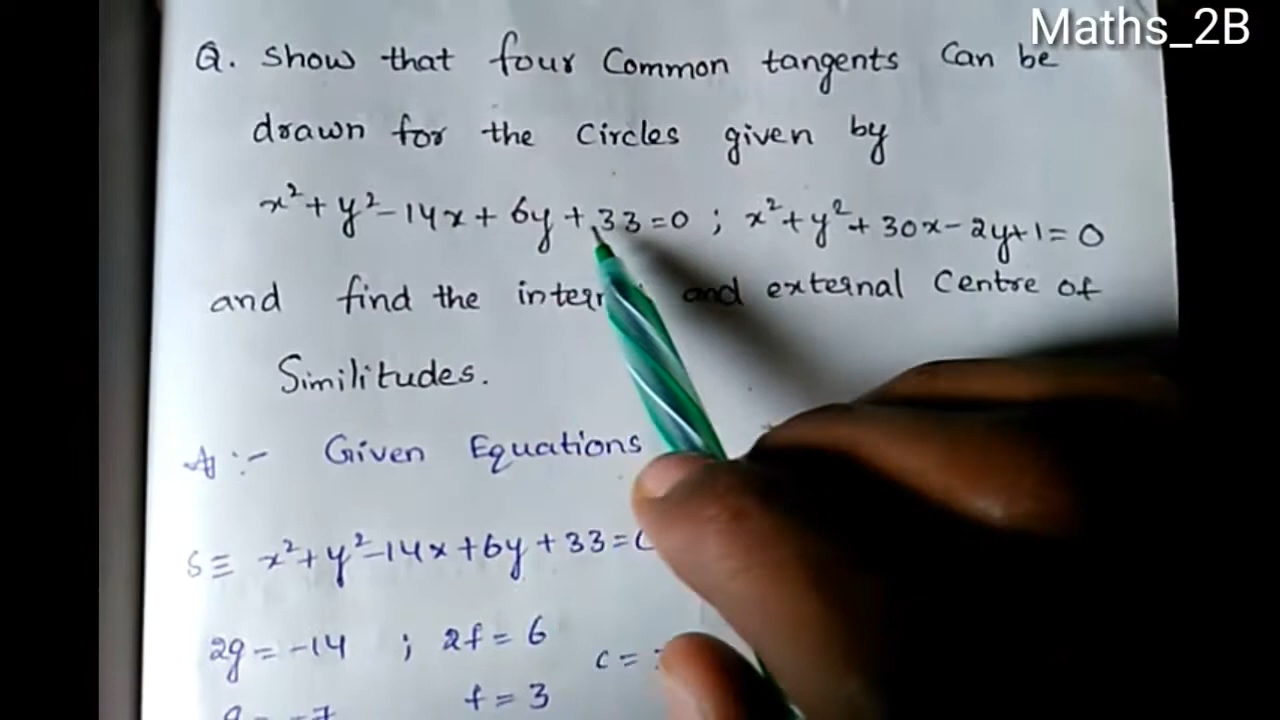 Maths_2B
Q. Show that four Common tangents Can be
drawn for the Circles given by
x²+y²-14x+6y+33=0 ; x²+y²+30x-2y+1=0
and find the and external Centre of
Similitudes.
A :- Given Equations
S≡ x²+y²-14x+6y+33=
2g=-14 ; 2f=6
c=
f=3